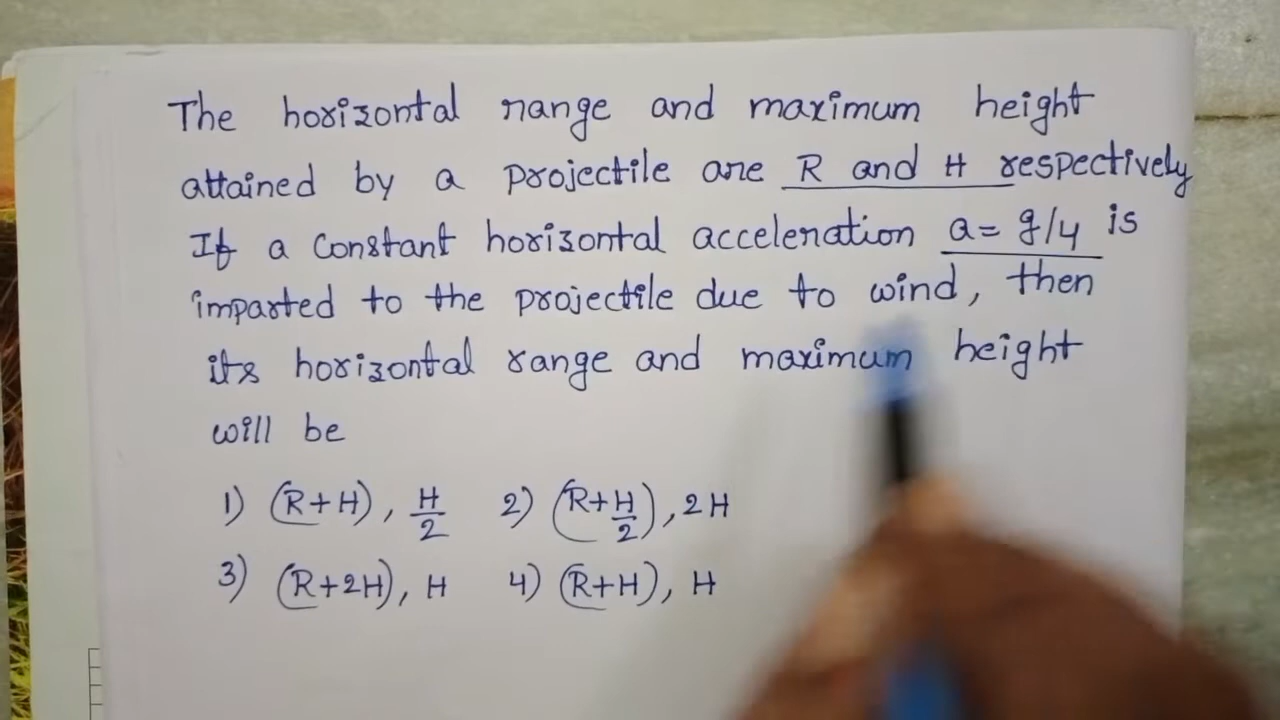 The horizontal range and maximum height
attained by a projectile are R and H respectively
If a constant horizontal acceleration a= g/4 is
imparted to the projectile due to wind, then
its horizontal range and maximum height
will be
1) (R+H), H/2 2) (R+H/2), 2H
3) (R+2H), H 4) (R+H), H